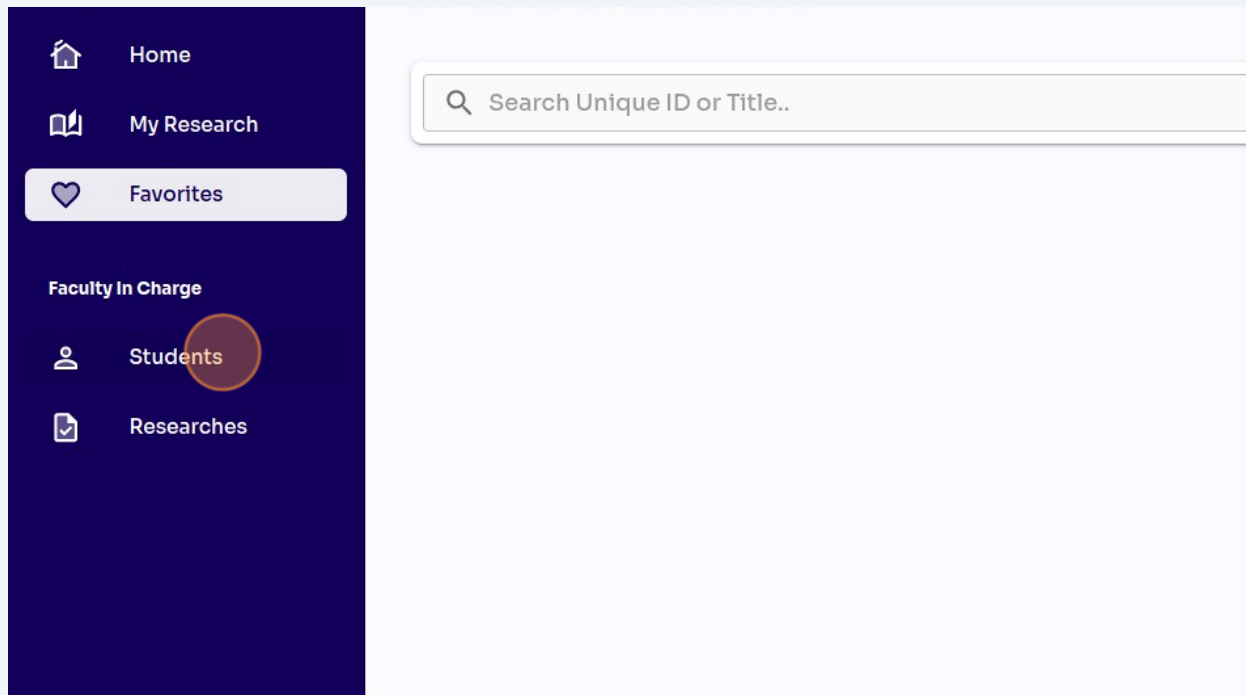 Home
My Research
Favorites
Faculty In Charge
Students
Researches
Search Unique ID or Title..